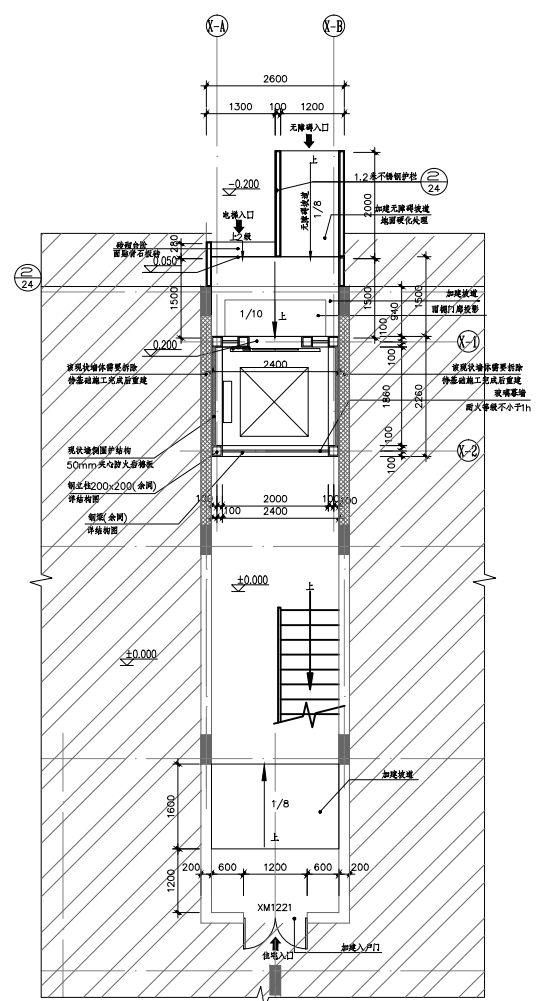 X-A
X-B
2600
1300
100
1200
无障碍入口
上
1.2米不锈钢护栏
24
-0.200
无障碍坡道
1/8
2000
电梯入口
上2级
加建无障碍坡道
地面硬化处理
280
砖砌台阶
面贴青石板砖
0.050
24
1500
1/10
上
加建坡道
雨棚门廊投影
1500
940
1500
100
100
X-1
0.200
2400
该现状墙体需要拆除
待基础施工完成后重建
该现状墙体需要拆除
待基础施工完成后重建
1860
2260
玻璃幕墙
耐火等级不小于1h
现状墙侧围护结构
50mm夹心防火岩棉板
100
100
X-2
钢立柱200x200(余同)
详结构图
钢梁(余同)
详结构图
100
2000
100
100
2400
±0.000
上
±0.000
1/8
上
加建坡道
1600
1200
200
600
1200
600
200
XM1221
加建入户门
住宅入口